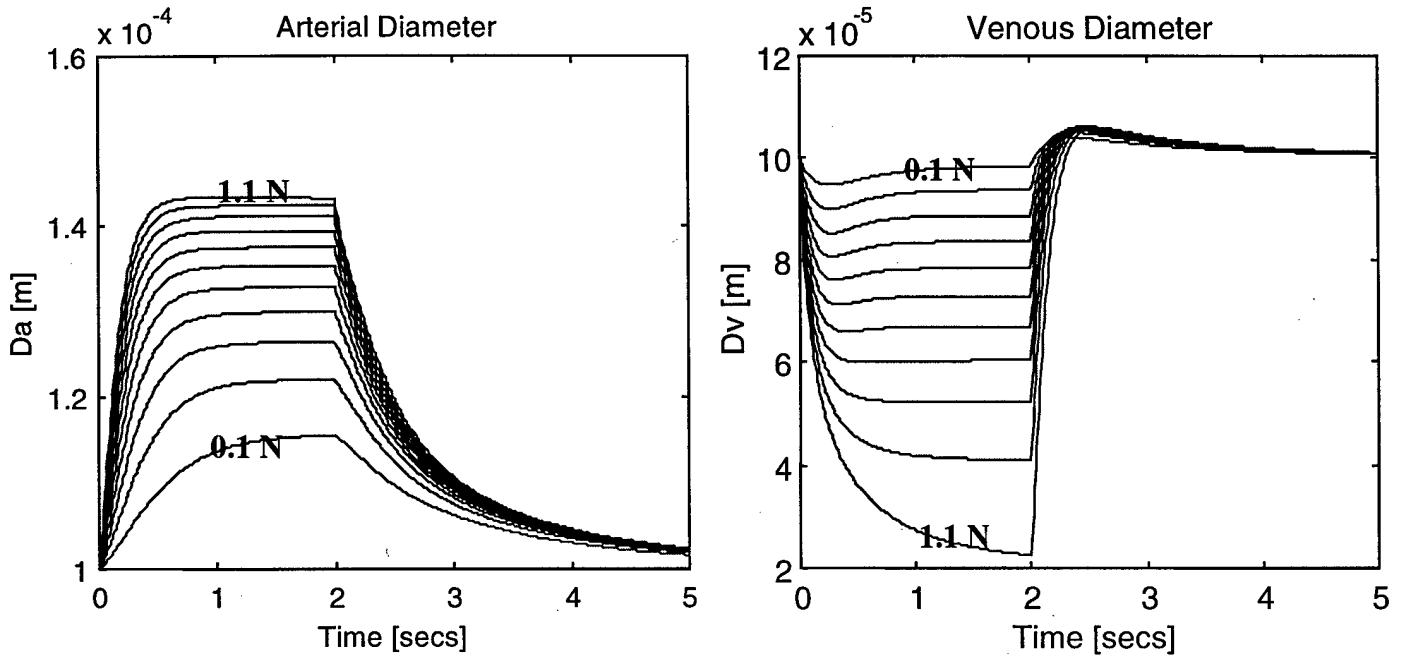 x 10-4
Arterial Diameter
1.6
1.4
1.2
1
Da [m]
1.1 N
0.1 N
0
1
2
3
4
5
Time [secs]
x 10-5
Venous Diameter
12
10
8
6
4
2
Dv [m]
0.1 N
1.1 N
0
1
2
3
4
5
Time [secs]